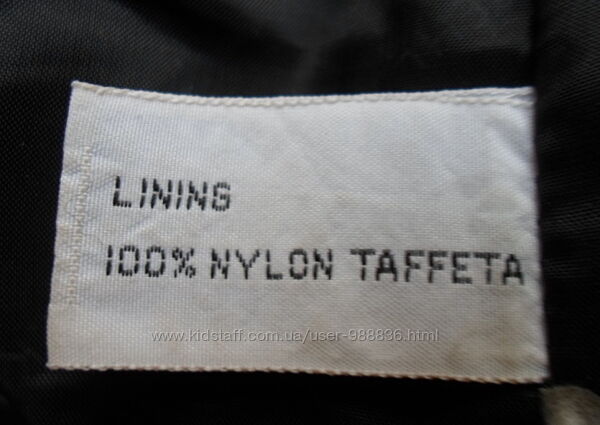 LINING
100% NYLON TAFFETA
www.kidstaff.com.ua/user-988836.html